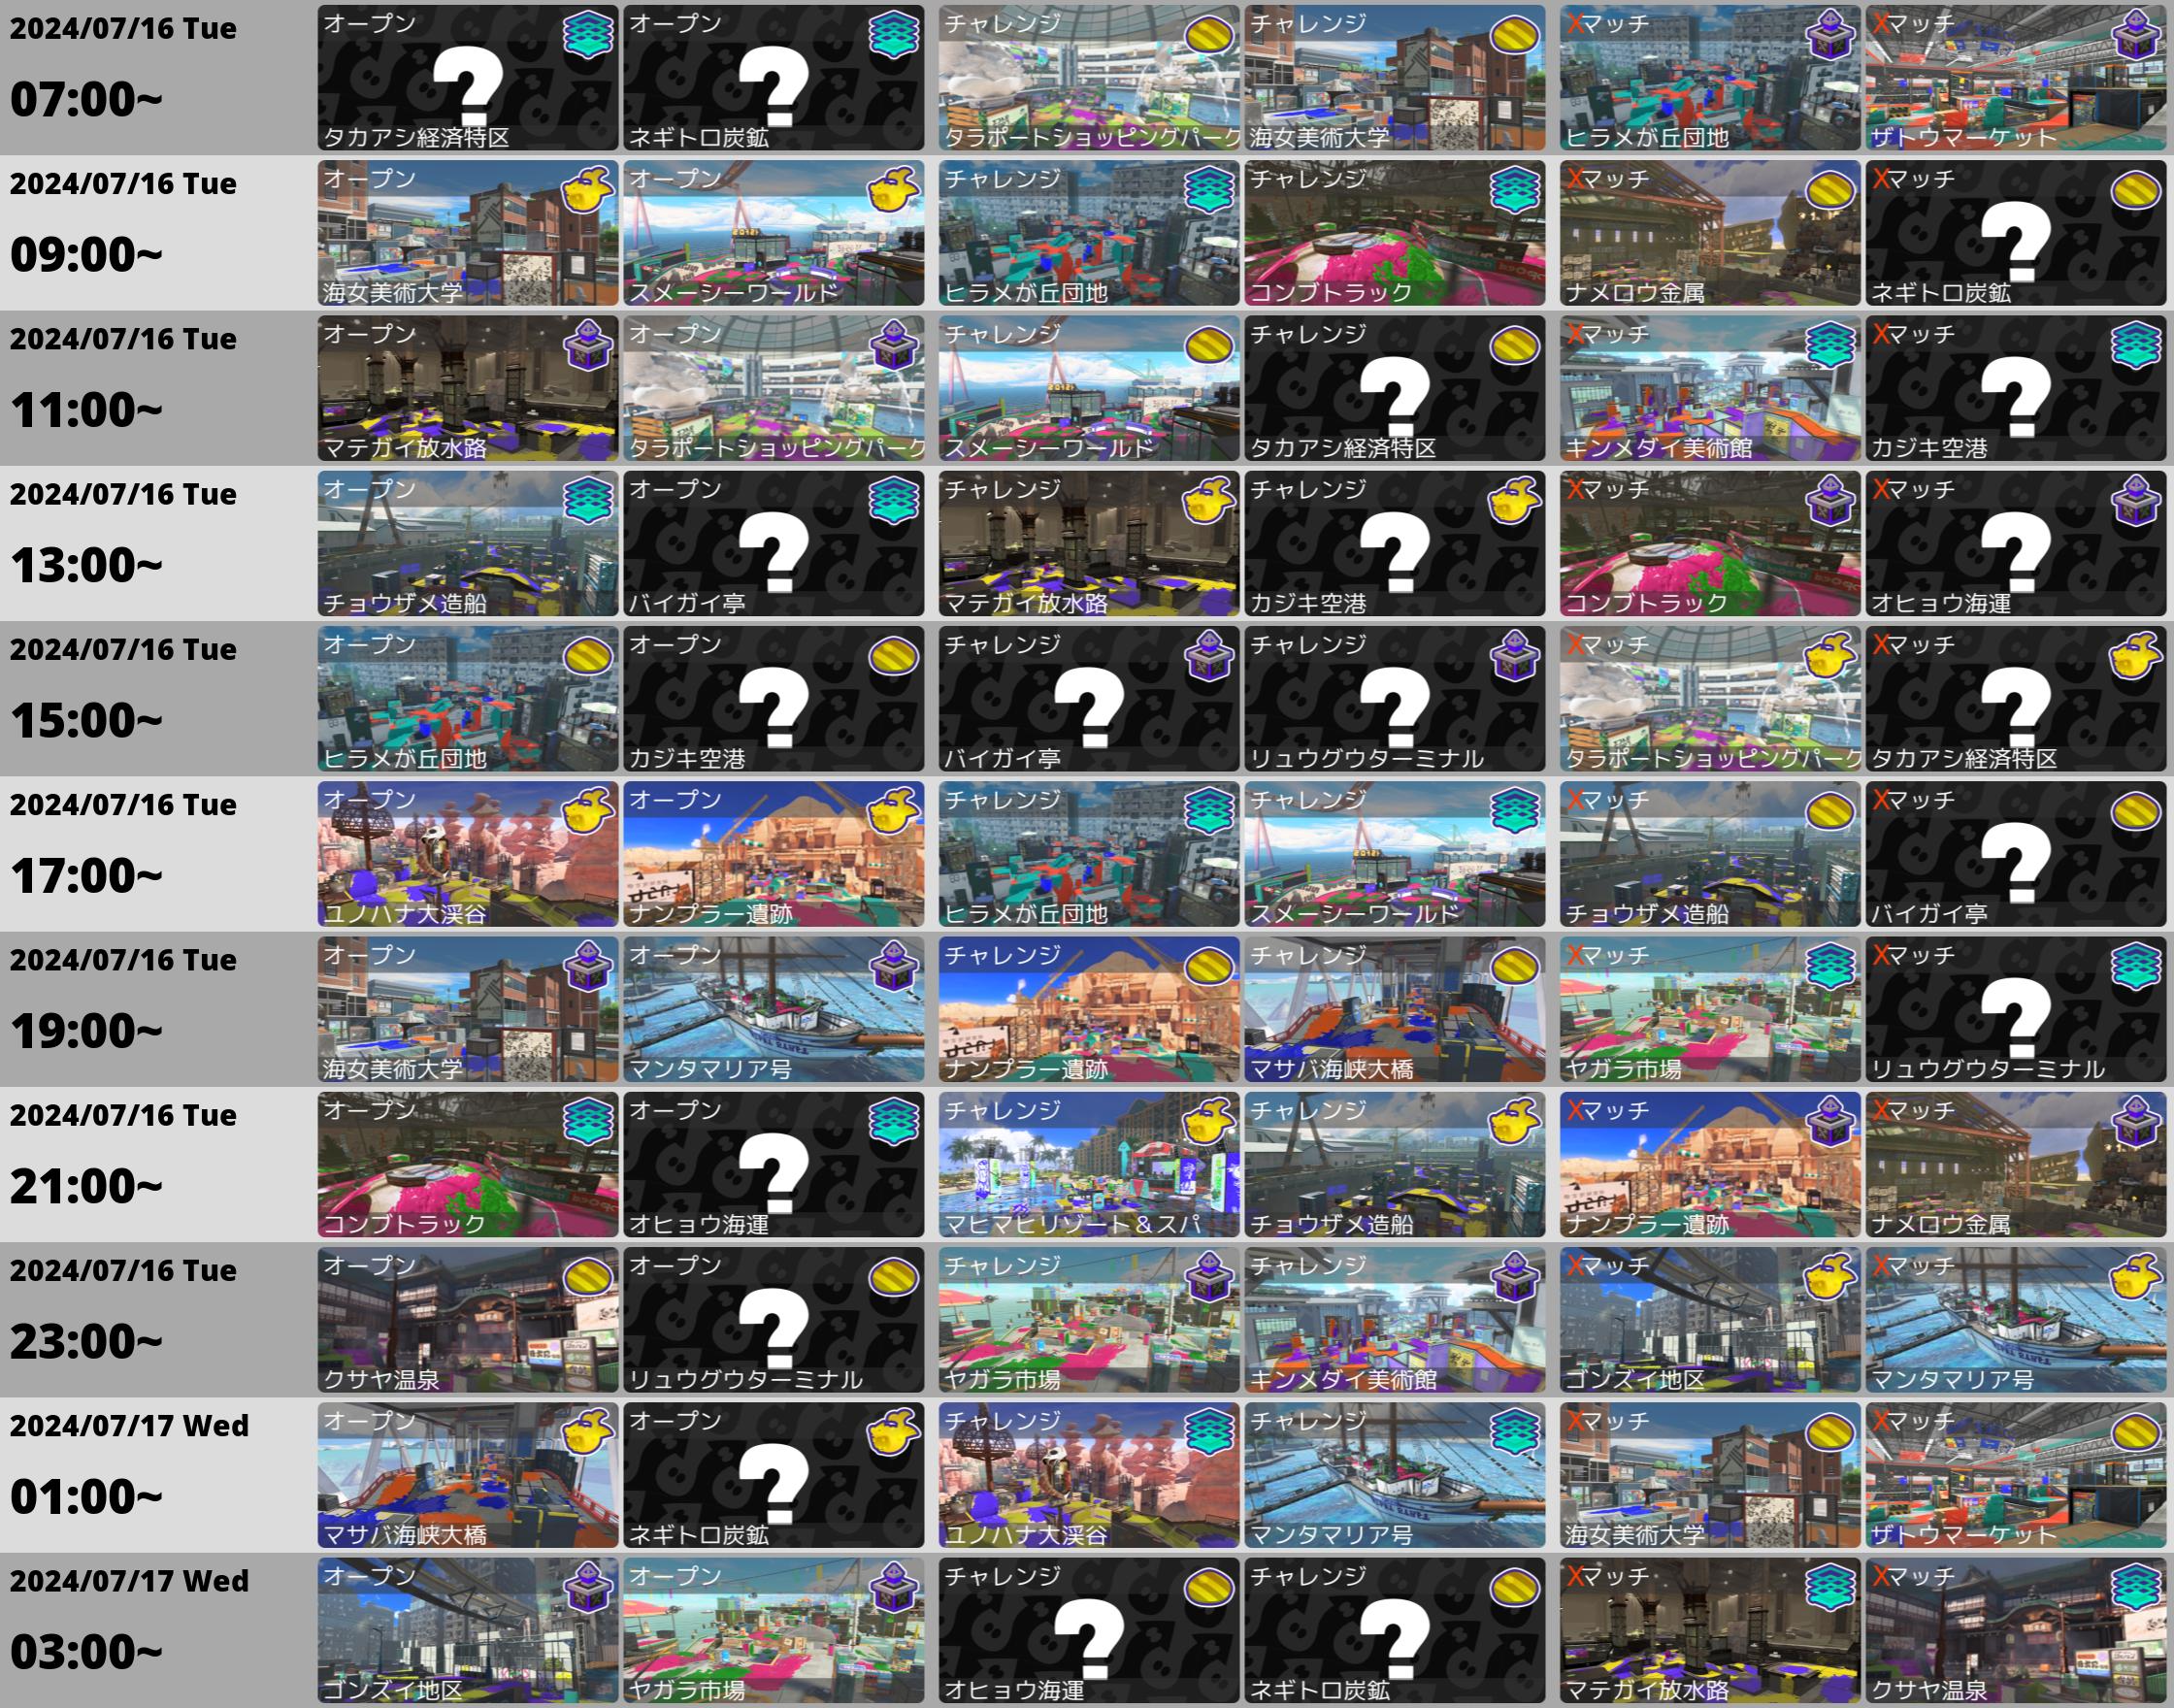 2024/07/16 Tue
07:00~
オープン
タカアシ経済特区
オープン
ネギトロ炭鉱
チャレンジ
タラポートショッピングパーク
チャレンジ
海女美術大学
Xマッチ
ヒラメが丘団地
Xマッチ
ザトウマーケット
2024/07/16 Tue
09:00~
オープン
海女美術大学
オープン
スメーシーワールド
チャレンジ
ヒラメが丘団地
チャレンジ
コンブトラック
Xマッチ
ナメロウ金属
Xマッチ
ネギトロ炭鉱
2024/07/16 Tue
11:00~
オープン
マテガイ放水路
オープン
タラポートショッピングパーク
チャレンジ
スメーシーワールド
チャレンジ
タカアシ経済特区
Xマッチ
キンメダイ美術館
Xマッチ
カジキ空港
2024/07/16 Tue
13:00~
オープン
チョウザメ造船
オープン
バイガイ亭
チャレンジ
マテガイ放水路
チャレンジ
カジキ空港
Xマッチ
コンブトラック
Xマッチ
オヒョウ海運
2024/07/16 Tue
15:00~
オープン
ヒラメが丘団地
オープン
カジキ空港
チャレンジ
バイガイ亭
チャレンジ
リュウグウターミナル
Xマッチ
タラポートショッピングパーク
Xマッチ
タカアシ経済特区
2024/07/16 Tue
17:00~
オープン
ユノハナ大渓谷
オープン
ナンプラー遺跡
チャレンジ
ヒラメが丘団地
チャレンジ
スメーシーワールド
Xマッチ
チョウザメ造船
Xマッチ
バイガイ亭
2024/07/16 Tue
19:00~
オープン
海女美術大学
オープン
マンタマリア号
チャレンジ
ナンプラー遺跡
チャレンジ
マサバ海峡大橋
Xマッチ
ヤガラ市場
Xマッチ
リュウグウターミナル
2024/07/16 Tue
21:00~
オープン
コンブトラック
オープン
オヒョウ海運
チャレンジ
マヒマヒリゾート＆スパ
チャレンジ
チョウザメ造船
Xマッチ
ナンプラー遺跡
Xマッチ
ナメロウ金属
2024/07/16 Tue
23:00~
オープン
クサヤ温泉
オープン
リュウグウターミナル
チャレンジ
ヤガラ市場
チャレンジ
キンメダイ美術館
Xマッチ
ゴンズイ地区
Xマッチ
マンタマリア号
2024/07/17 Wed
01:00~
オープン
マサバ海峡大橋
オープン
ネギトロ炭鉱
チャレンジ
ユノハナ大渓谷
チャレンジ
マンタマリア号
Xマッチ
海女美術大学
Xマッチ
ザトウマーケット
2024/07/17 Wed
03:00~
オープン
ゴンズイ地区
オープン
ヤガラ市場
チャレンジ
オヒョウ海運
チャレンジ
ネギトロ炭鉱
Xマッチ
マテガイ放水路
Xマッチ
クサヤ温泉